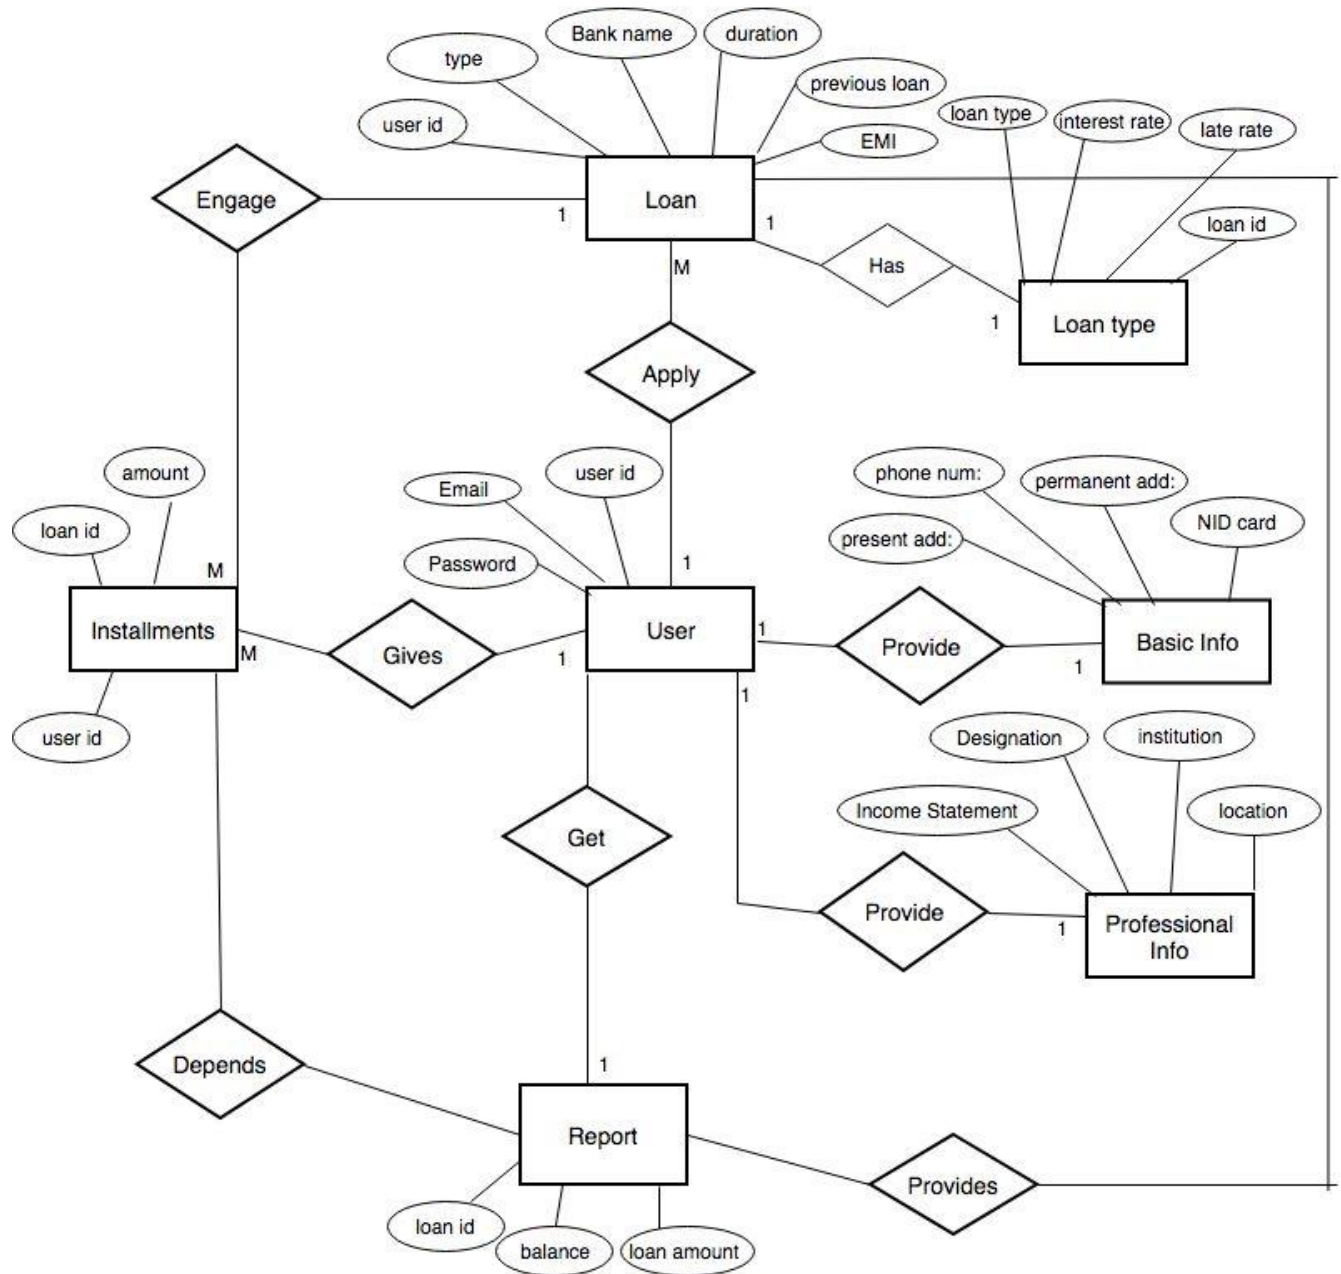 Bank name
duration
type
previous loan
user id
EMI
loan type
interest rate
late rate
Engage
1
Loan
1
loan id
M
Has
1
Loan type
Apply
amount
Email
user id
phone num:
permanent add:
loan id
NID card
present add:
Password
M
1
Installments
User
1
Provide
Basic Info
M
Gives
1
1
1
user id
Designation
institution
Income Statement
location
Get
Provide
1
Professional
Info
Depends
1
Report
Provides
loan id
balance
loan amount